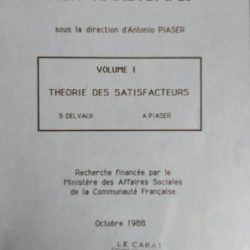 sous la direction d'Antonio PIASER
VOLUME I
THEORIE DES SATISFACTEURS
B.DELVAUX A.PIASER
Recherche financée par le
Ministère des Affaires Sociales
de la Communauté Française
Octobre 1988
LE CARAT